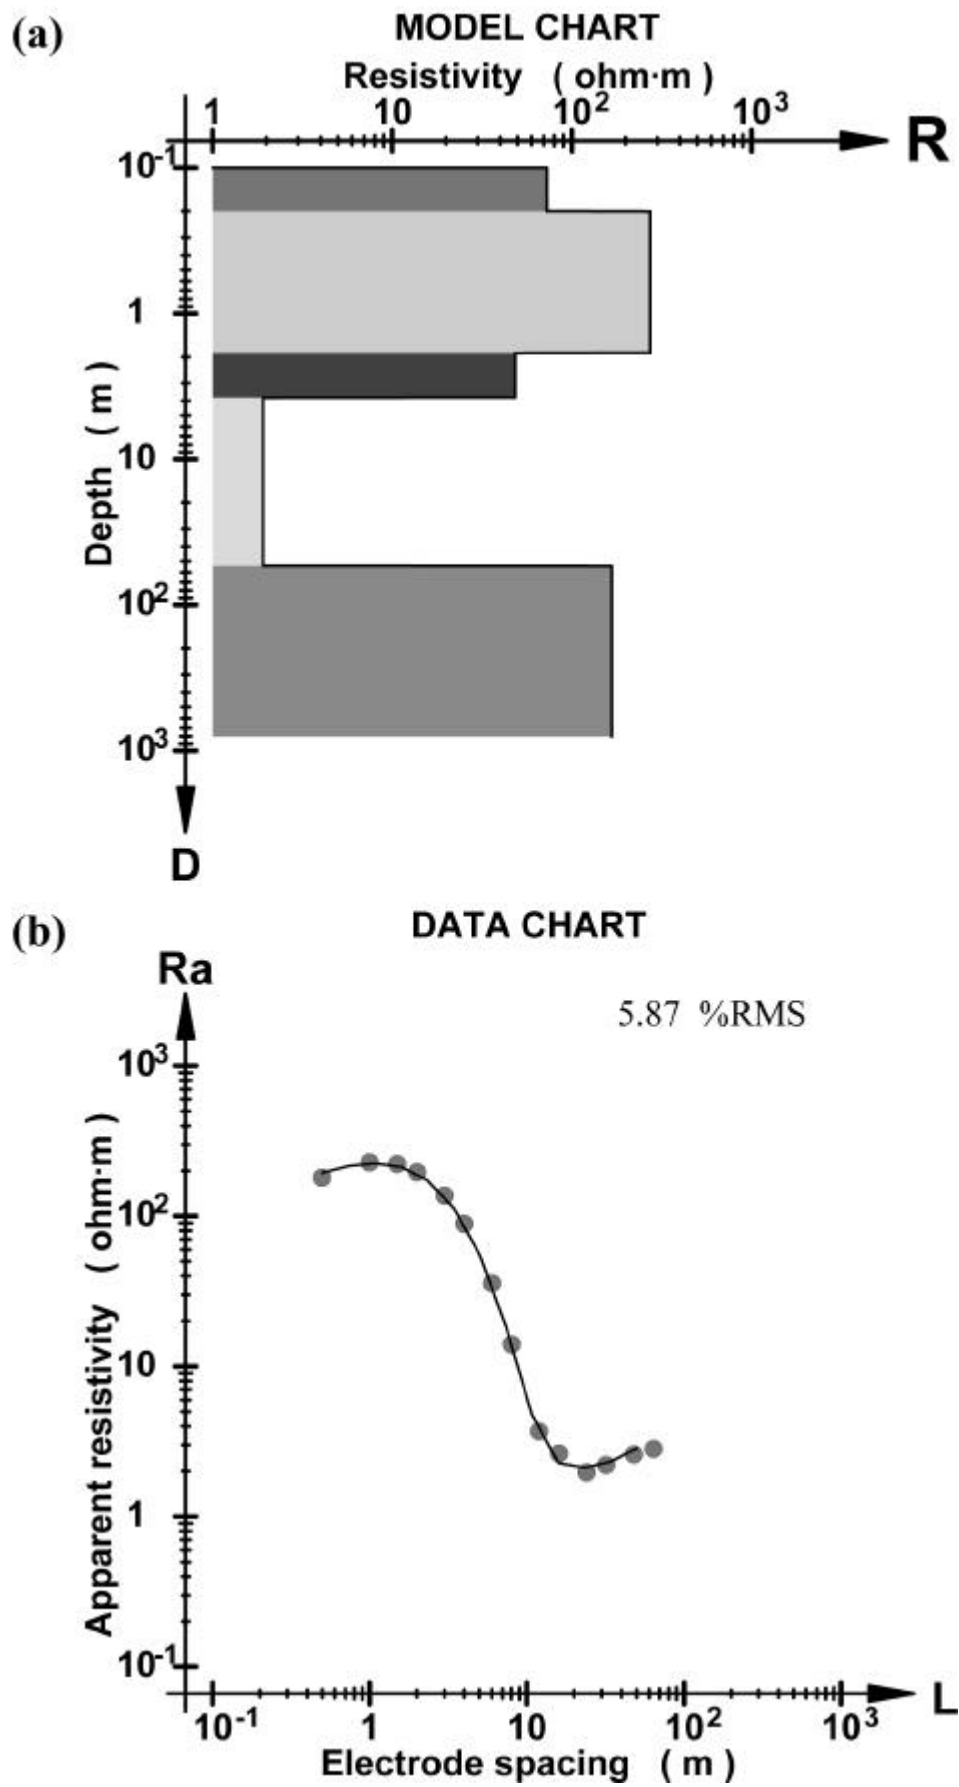 (a)
MODEL CHART
Resistivity ( ohm·m )
1 10 10² 10³
R
10⁻¹
1
10
10²
10³
Depth ( m )
D
(b)
DATA CHART
Ra
5.87 %RMS
10³
10²
10
1
10⁻¹
Apparent resistivity ( ohm·m )
10⁻¹ 1 10 10² 10³
L
Electrode spacing ( m )